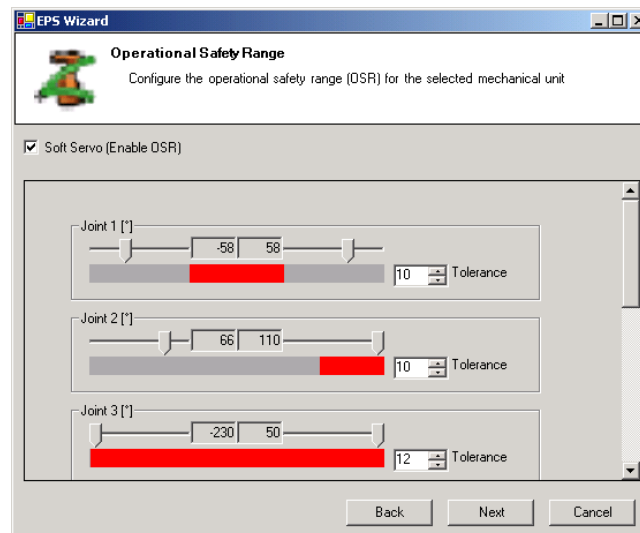 EPS Wizard
Operational Safety Range
Configure the operational safety range (OSR) for the selected mechanical unit
Soft Servo (Enable OSR)
Joint 1 [°]
-58 58
10 Tolerance
Joint 2 [°]
66 110
10 Tolerance
Joint 3 [°]
-230 50
12 Tolerance
Back Next Cancel